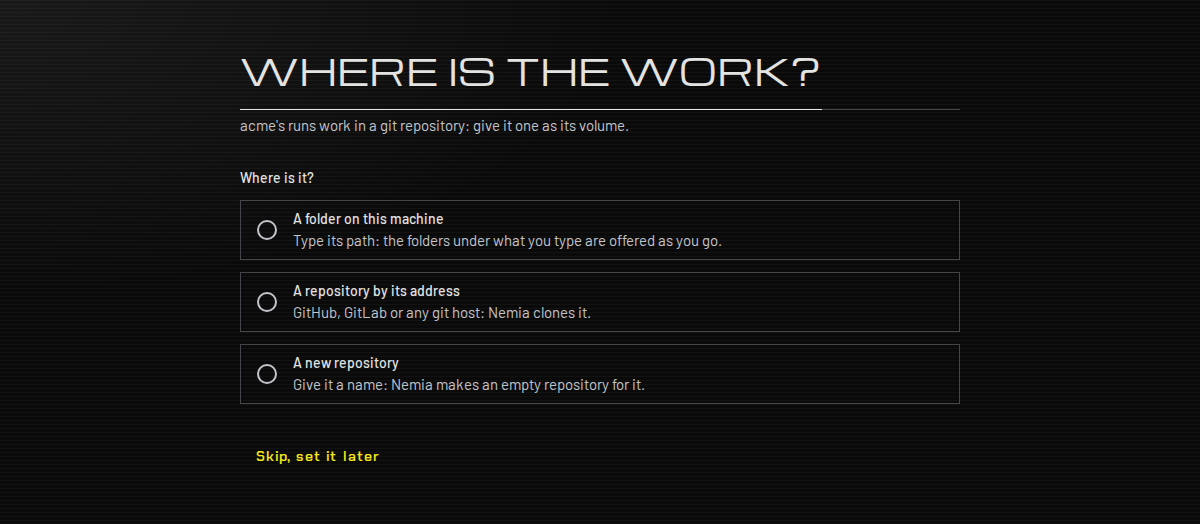 WHERE IS THE WORK?
acme's runs work in a git repository: give it one as its volume.
Where is it?
A folder on this machine
Type its path: the folders under what you type are offered as you go.
A repository by its address
GitHub, GitLab or any git host: Nemia clones it.
A new repository
Give it a name: Nemia makes an empty repository for it.
Skip, set it later